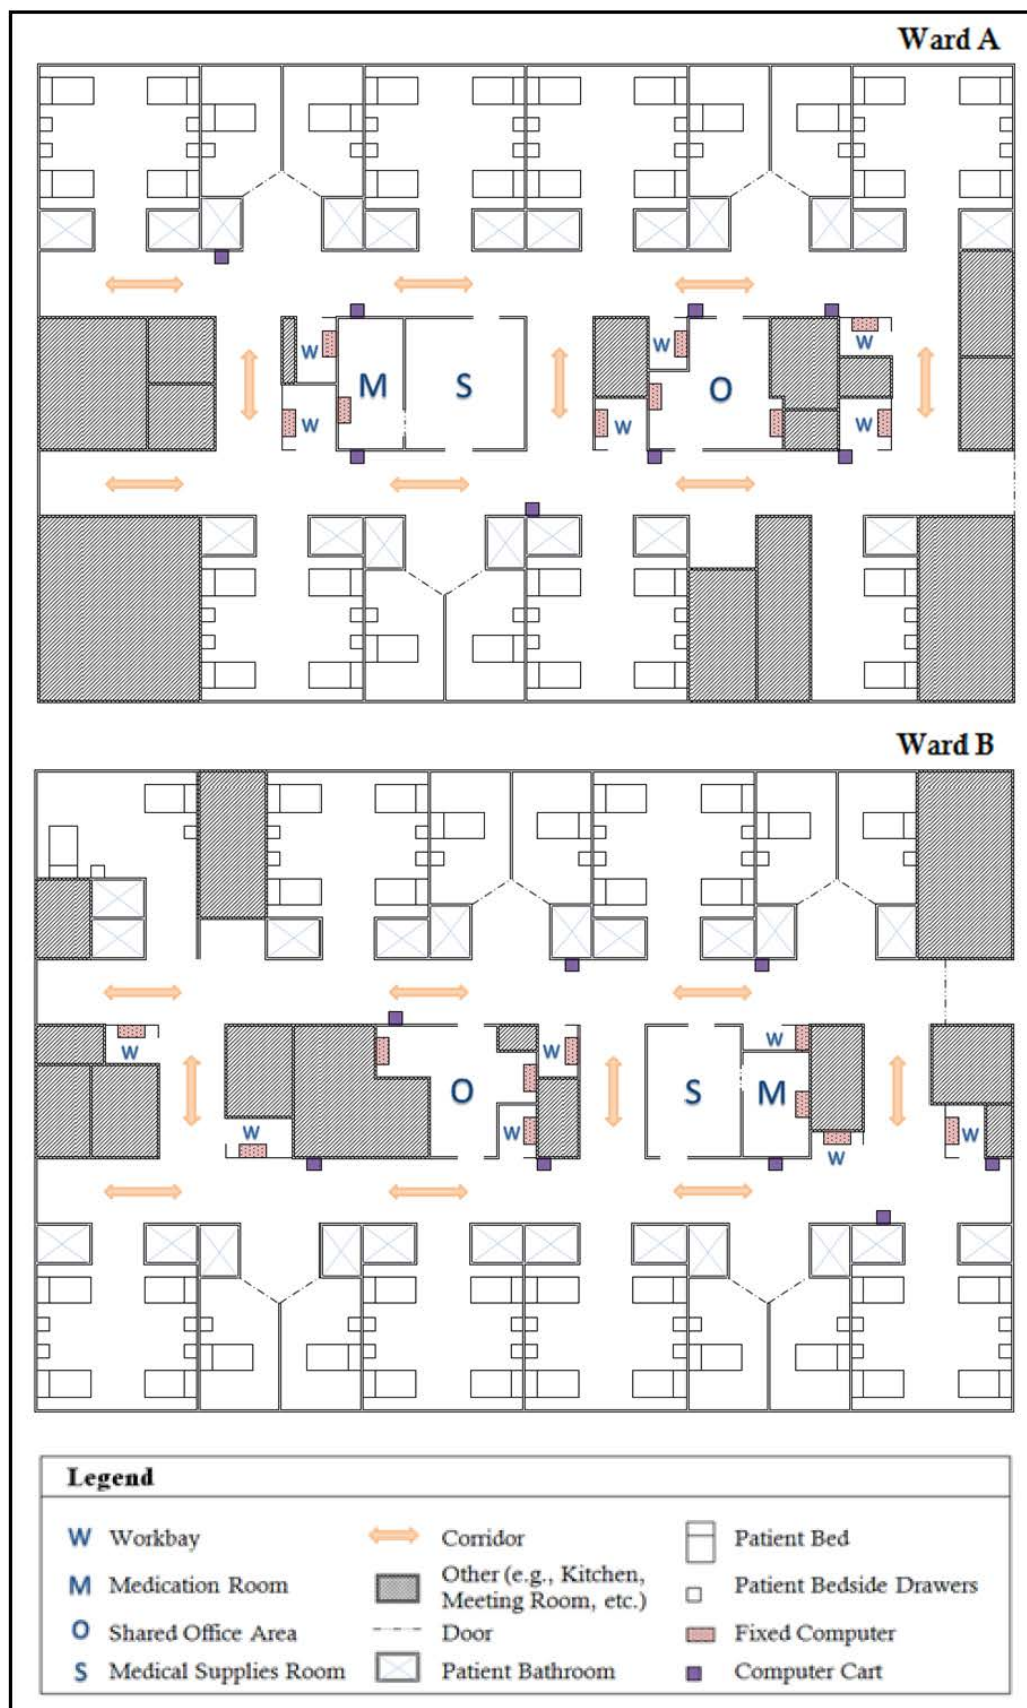 Ward A
W
W
M
S
W
O
W
W
W
Ward B
W
W
O
W
W
S
W
M
W
W
Legend
W Workbay
Corridor
Patient Bed
M Medication Room
Other (e.g., Kitchen,
Meeting Room, etc.)
Patient Bedside Drawers
O Shared Office Area
Door
Fixed Computer
S Medical Supplies Room
Patient Bathroom
Computer Cart